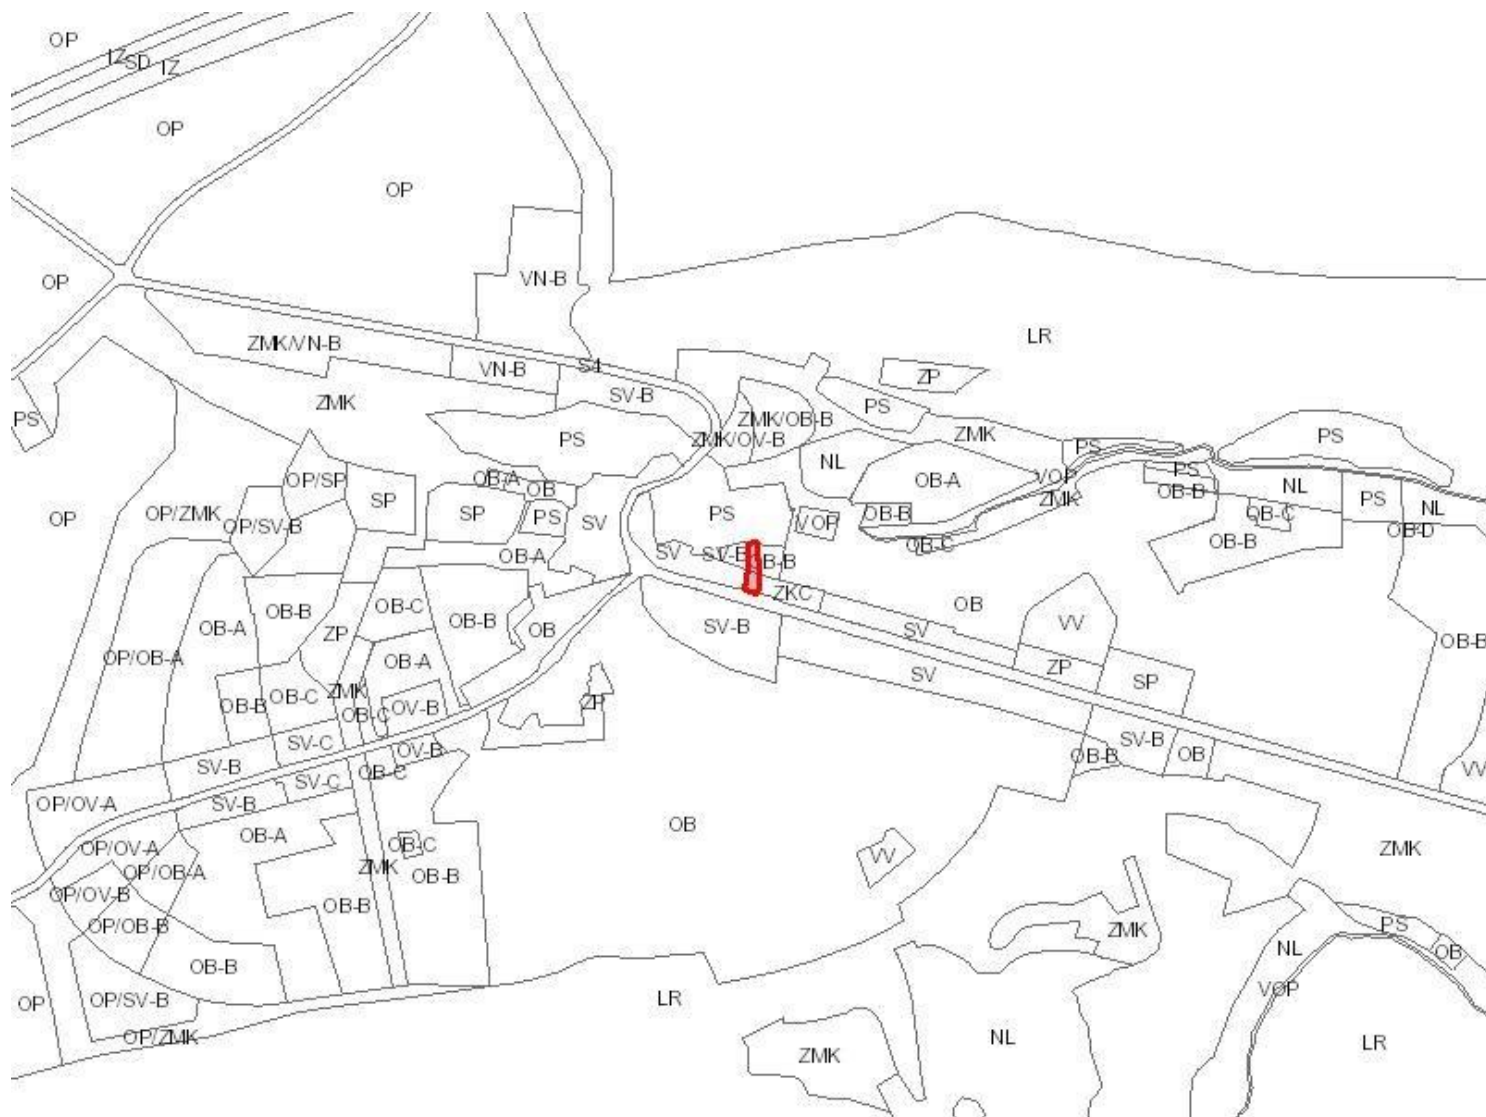 OP
IZ
SD
IZ
OP
OP
OP
VN-B
LR
ZMK/VN-B
VN-B
S4
SV-B
ZP
ZMK
PS
PS
ZMK/OB-B
ZMK/OV-B
ZMK
PS
PS
PS
NL
OB-A
VOP
PS
OP/SP
SP
OB-A
OB
ZMK
OB-B
NL
PS
NL
OP
OP/ZMK
OP/SV-B
SP
PS
SV
PS
VOP
OB-B
OB-C
OB-D
OB-C
OB-B
OB-A
SV
SV-B
OB-B
ZKC
OB
OB-B
OB-C
OB-B
OB-A
SV-B
SV
VV
OB-B
ZP
OB
OP/OB-A
OB-A
ZP
SP
SV
OB-B
OB-C
ZMK
OV-B
ZP
OB-C
SV-C
OV-B
SV-B
OB
OB-B
SV-B
OB-C
SV-C
VV
OP/OV-A
SV-B
OB
OB-A
OB-C
ZMK
OP/OV-A
VV
OP/OB-A
ZMK
OB-B
OP/OV-B
OB-B
OP/OB-B
ZMK
PS
NL
OB
OB-B
VOP
OP
OP/SV-B
LR
OP/ZMK
NL
LR
ZMK